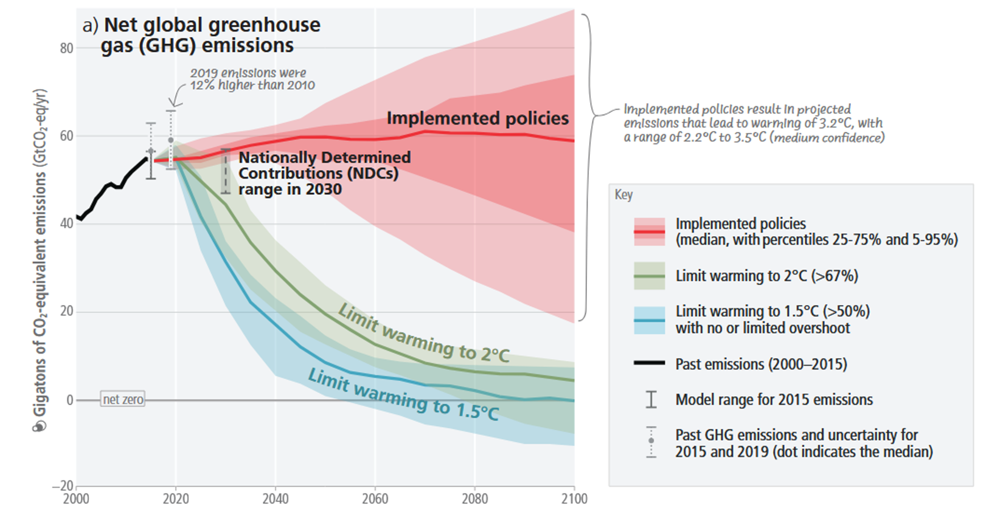 a) Net global greenhouse
gas (GHG) emissions
Gigatons of CO₂-equivalent emissions (GtCO₂-eq/yr)
80
60
40
20
0
–20
2000
2020
2040
2060
2080
2100
2019 emissions were
12% higher than 2010
Implemented policies
Nationally Determined
Contributions (NDCs)
range in 2030
Limit warming to 2°C
Limit warming to 1.5°C
net zero
Implemented policies result in projected
emissions that lead to warming of 3.2°C, with
a range of 2.2°C to 3.5°C (medium confidence)
Key
Implemented policies
(median, with percentiles 25-75% and 5-95%)
Limit warming to 2°C (>67%)
Limit warming to 1.5°C (>50%)
with no or limited overshoot
Past emissions (2000–2015)
Model range for 2015 emissions
Past GHG emissions and uncertainty for
2015 and 2019 (dot indicates the median)